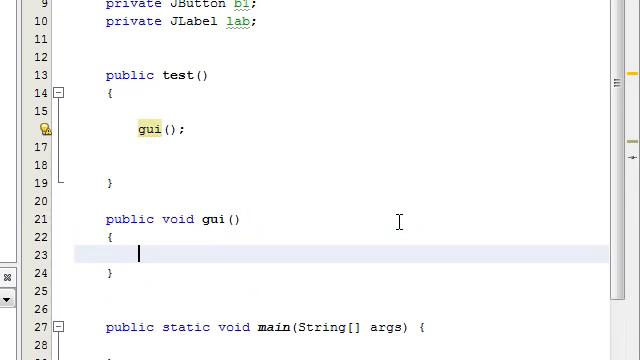 9 private JButton b1;
10 private JLabel lab;
11
12
13 public test()
14 {
15
gui();
17
18
19 }
20
21 public void gui()
22 {
23
24 }
25
26
27 public static void main(String[] args) {
28